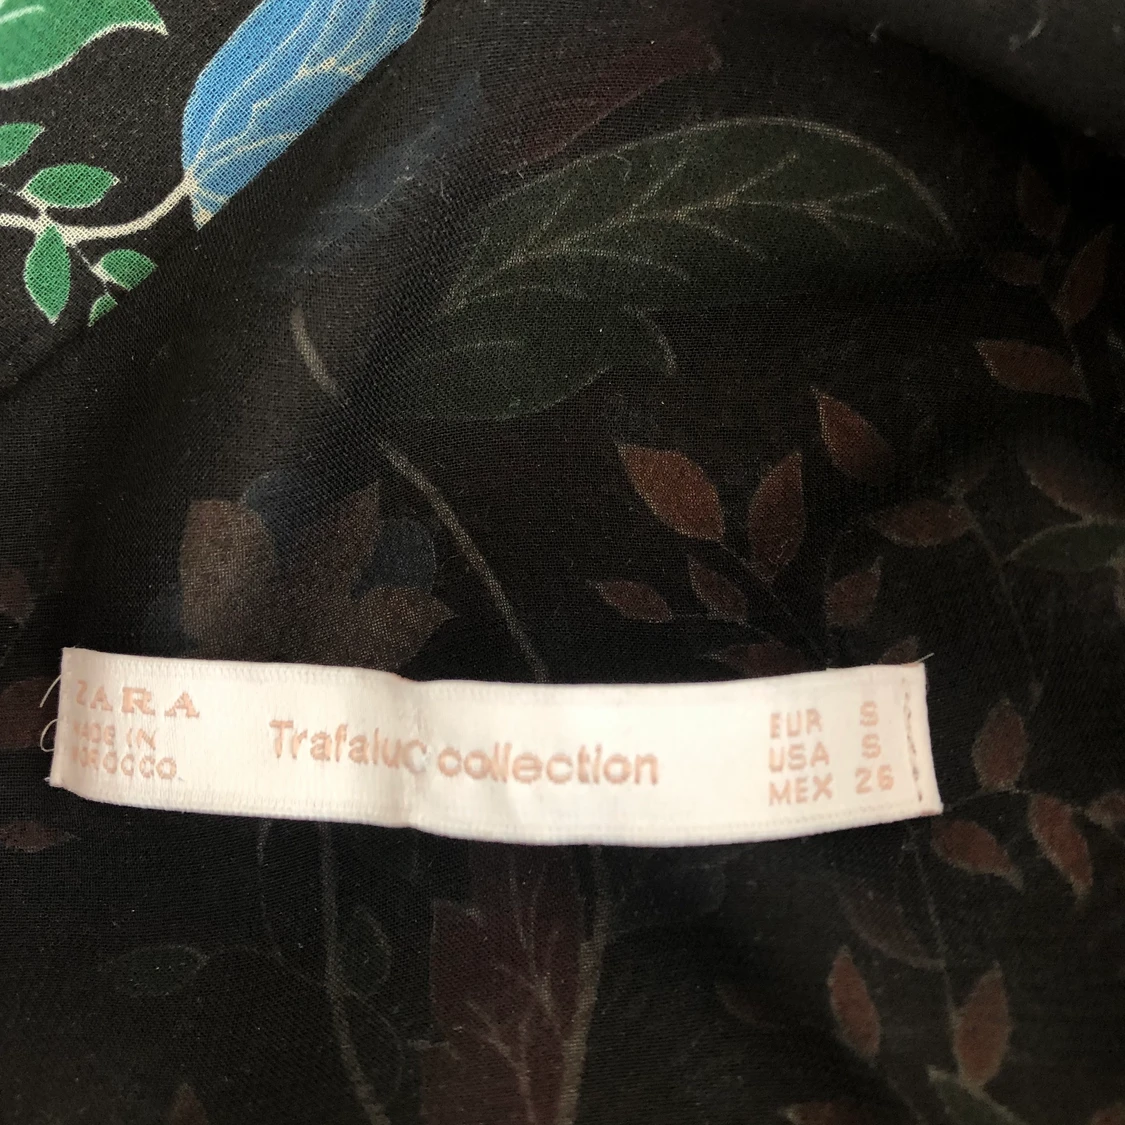 ZARA
MADE IN
MOROCCO
Trafaluc collection
EUR S
USA S
MEX 26